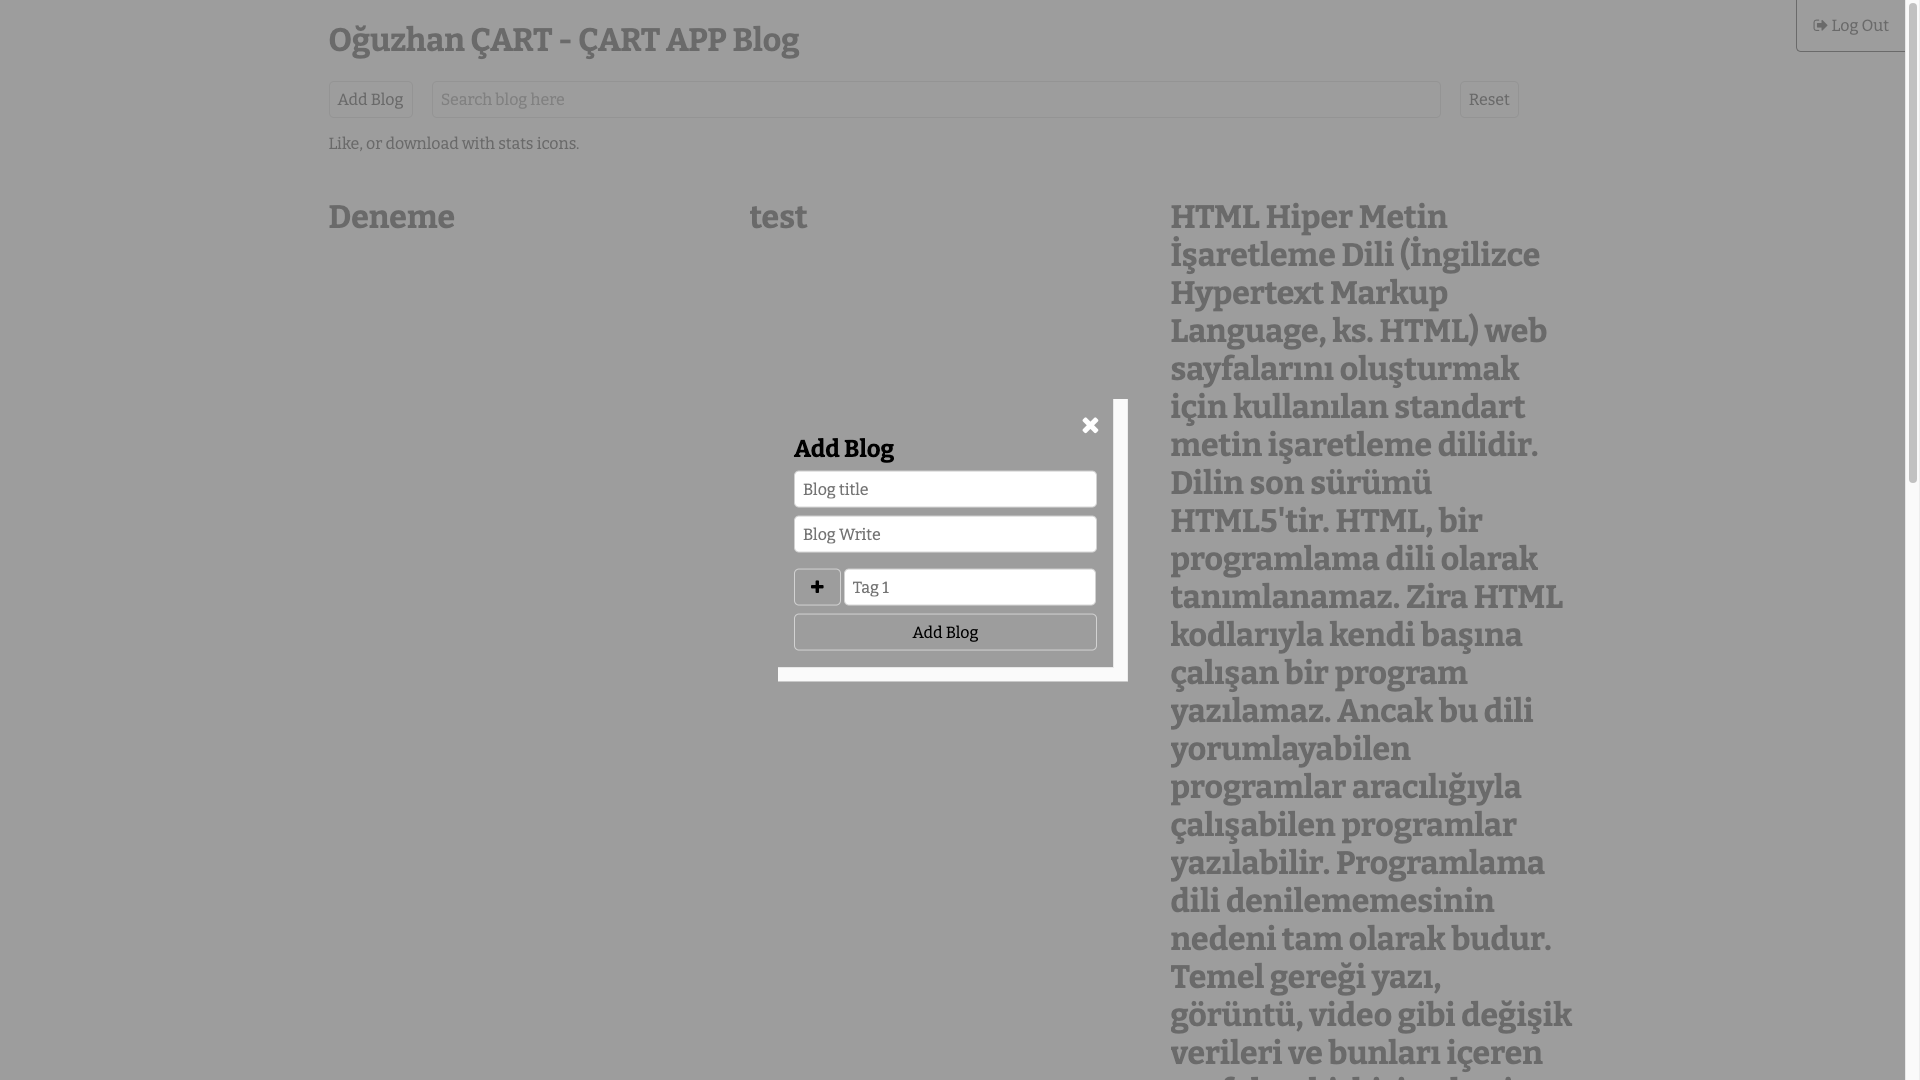 Oğuzhan ÇART - ÇART APP Blog
Log Out
Add Blog
Search blog here
Reset
Like, or download with stats icons.
Deneme
test
HTML Hiper Metin
İşaretleme Dili (İngilizce
Hypertext Markup
Language, ks. HTML) web
sayfalarını oluşturmak
için kullanılan standart
metin işaretleme dilidir.
Dilin son sürümü
HTML5'tir. HTML, bir
programlama dili olarak
tanımlanamaz. Zira HTML
kodlarıyla kendi başına
çalışan bir program
yazılamaz. Ancak bu dili
yorumlayabilen
programlar aracılığıyla
çalışabilen programlar
yazılabilir. Programlama
dili denilememesinin
nedeni tam olarak budur.
Temel gereği yazı,
görüntü, video gibi değişik
verileri ve bunları içeren
Add Blog
Blog title
Blog Write
Tag 1
Add Blog